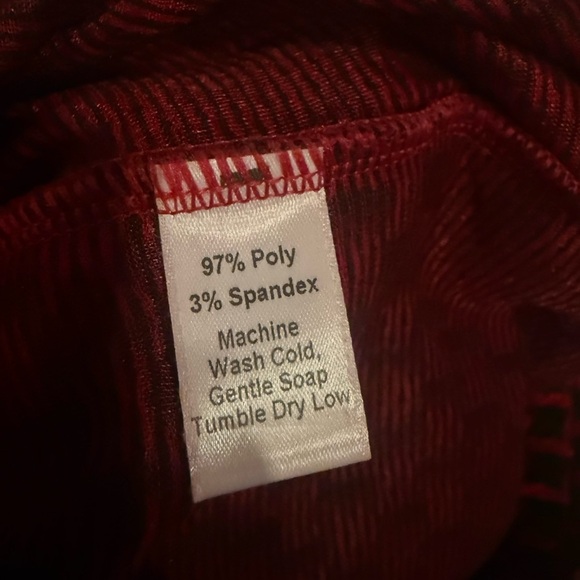 97% Poly
3% Spandex
Machine
Wash Cold,
Gentle Soap
Tumble Dry Low